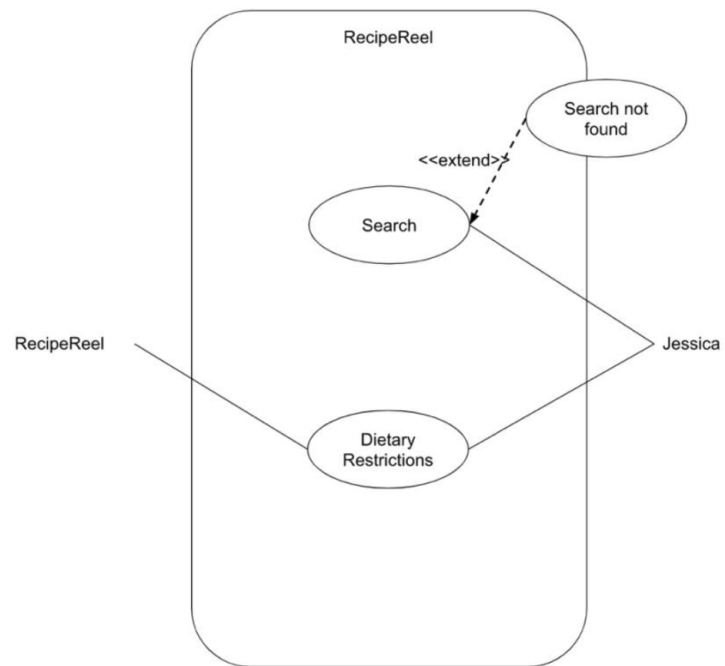 RecipeReel
Search not
found
<<extend>>
Search
RecipeReel
Jessica
Dietary
Restrictions